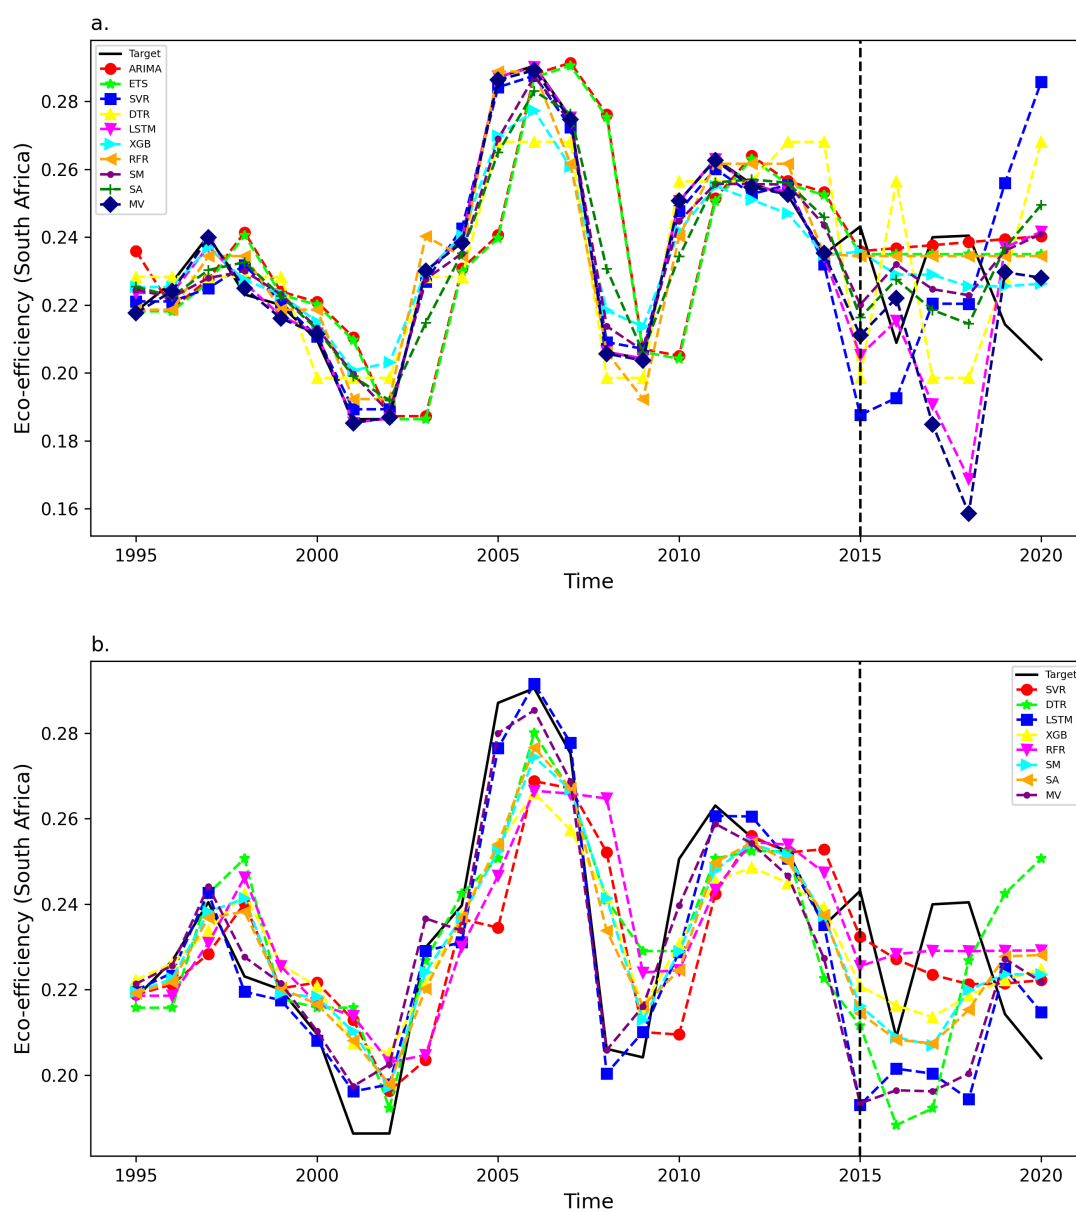 a.
Eco-efficiency (South Africa)
0.28
0.26
0.24
0.22
0.20
0.18
0.16
Target
ARIMA
ETS
SVR
DTR
LSTM
XGB
RFR
SM
SA
MV
1995
2000
2005
2010
2015
2020
Time
b.
Eco-efficiency (South Africa)
0.28
0.26
0.24
0.22
0.20
Target
SVR
DTR
LSTM
XGB
RFR
SM
SA
MV
1995
2000
2005
2010
2015
2020
Time